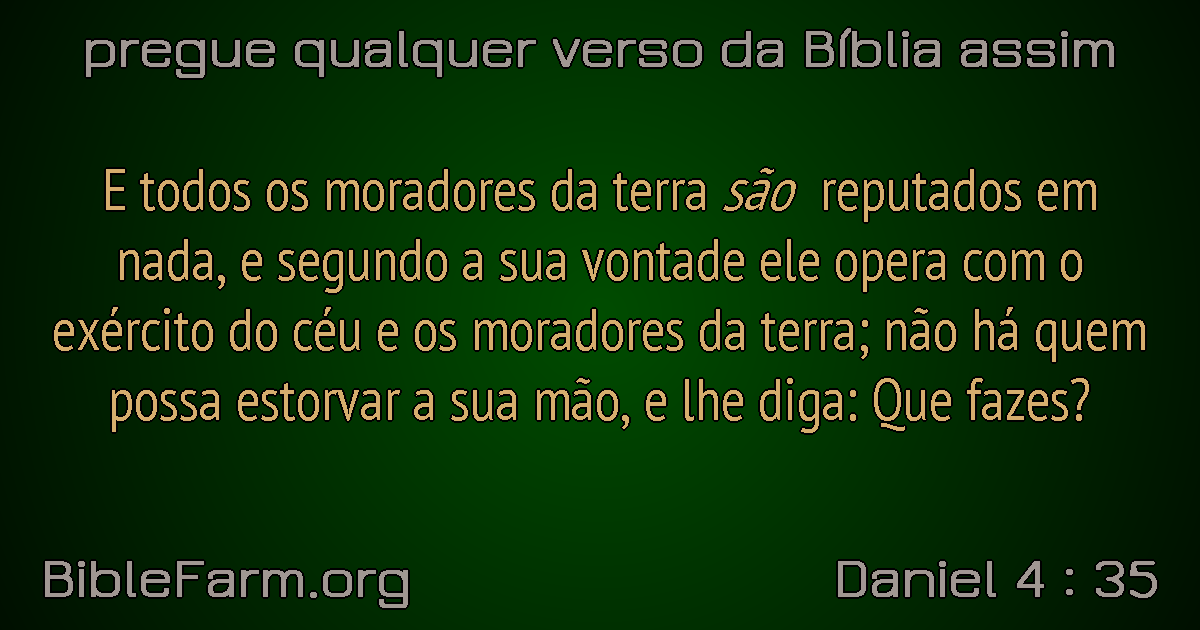 pregue qualquer verso da Bíblia assim
E todos os moradores da terra são reputados em
nada, e segundo a sua vontade ele opera com o
exército do céu e os moradores da terra; não há quem
possa estorvar a sua mão, e lhe diga: Que fazes?
BibleFarm.org
Daniel 4 : 35